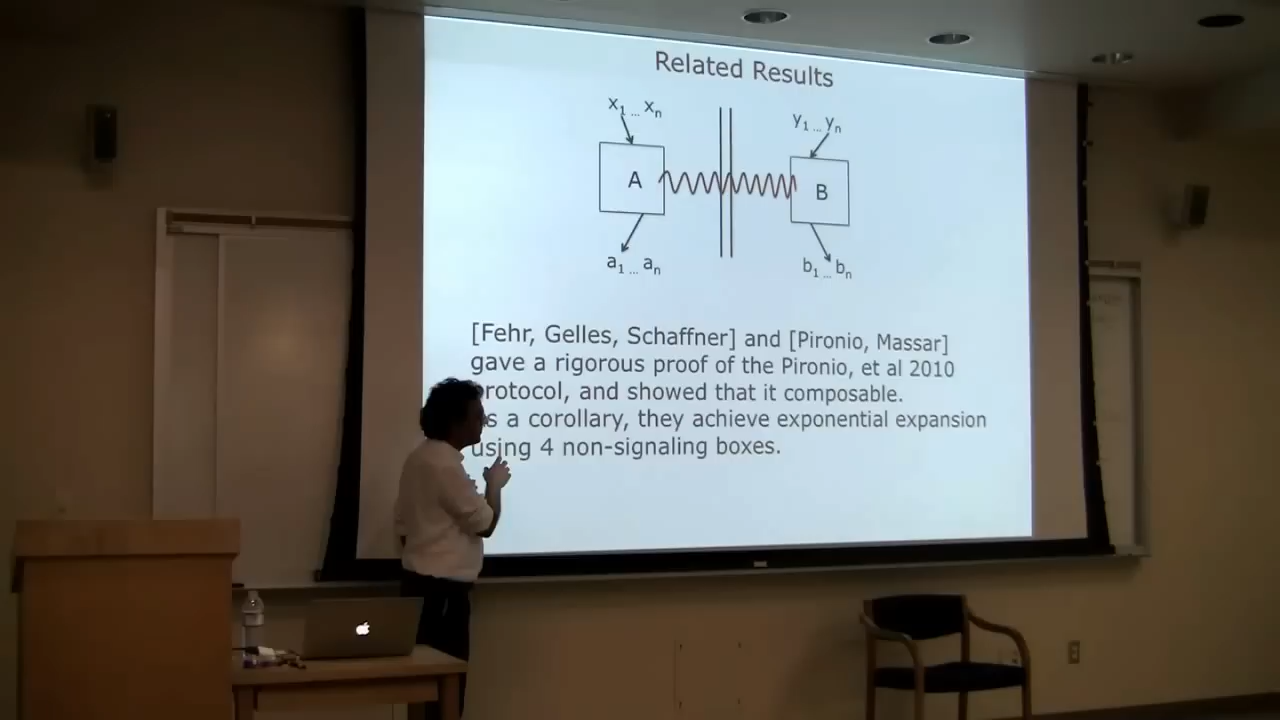 Related Results
x1 ... xn
y1 ... yn
A
B
a1 ... an
b1 ... bn
[Fehr, Gelles, Schaffner] and [Pironio, Massar]
gave a rigorous proof of the Pironio, et al 2010
protocol, and showed that it composable.
s a corollary, they achieve exponential expansion
using 4 non-signaling boxes.